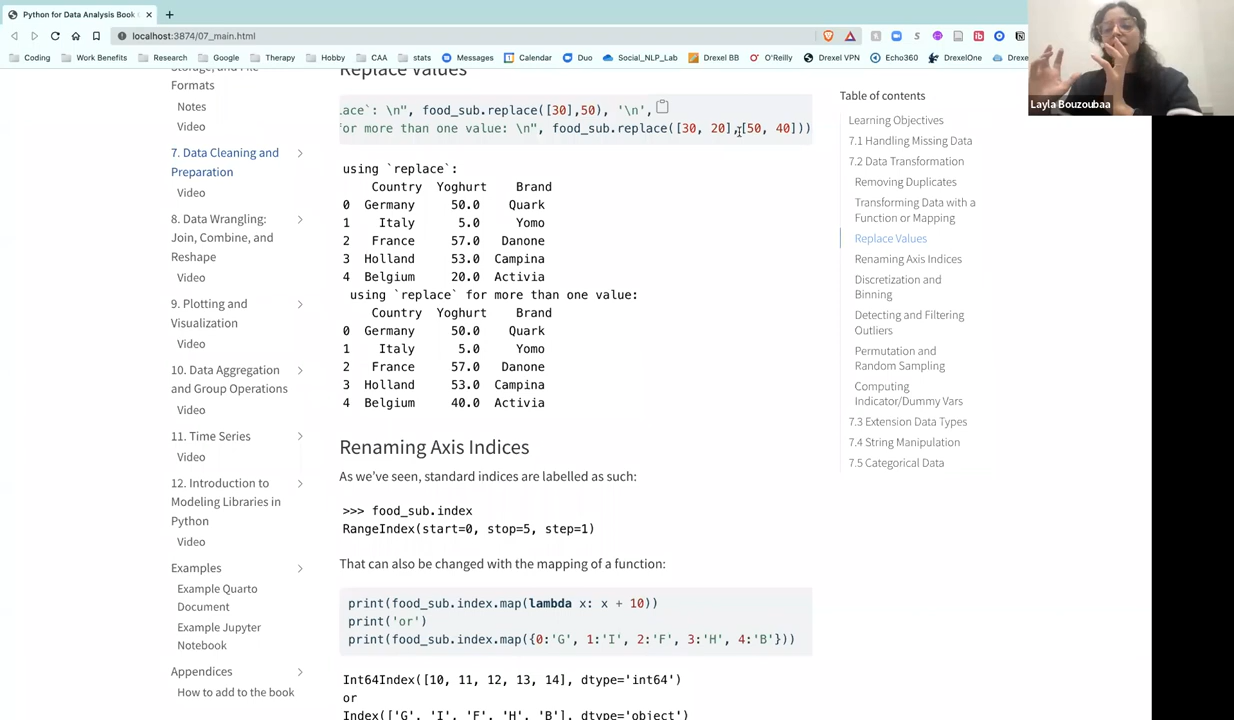 Python for Data Analysis Book
localhost:3874/07_main.html
Coding
Work Benefits
Research
Google
Therapy
Hobby
CAA
stats
Messages
Calendar
Duo
Social_NLP_Lab
Drexel BB
O'Reilly
Drexel VPN
Echo360
DrexelOne
Layla Bouzoubaa
Formats
Notes
Video
7. Data Cleaning and
Preparation
Video
8. Data Wrangling:
Join, Combine, and
Reshape
Video
9. Plotting and
Visualization
Video
10. Data Aggregation
and Group Operations
Video
11. Time Series
Video
12. Introduction to
Modeling Libraries in
Python
Video
Examples
Example Quarto
Document
Example Jupyter
Notebook
Appendices
How to add to the book
Replace Values
lace`: \n", food_sub.replace([30],50), '\n',
for more than one value: \n", food_sub.replace([30, 20],[50, 40]))
using `replace`:
Country Yoghurt Brand
0 Germany 50.0 Quark
1 Italy 5.0 Yomo
2 France 57.0 Danone
3 Holland 53.0 Campina
4 Belgium 20.0 Activia
using `replace` for more than one value:
Country Yoghurt Brand
0 Germany 50.0 Quark
1 Italy 5.0 Yomo
2 France 57.0 Danone
3 Holland 53.0 Campina
4 Belgium 40.0 Activia
Renaming Axis Indices
As we've seen, standard indices are labelled as such:
>>> food_sub.index
RangeIndex(start=0, stop=5, step=1)
That can also be changed with the mapping of a function:
print(food_sub.index.map(lambda x: x + 10))
print('or')
print(food_sub.index.map({0:'G', 1:'I', 2:'F', 3:'H', 4:'B'}))
Int64Index([10, 11, 12, 13, 14], dtype='int64')
or
Index(['G', 'I', 'F', 'H', 'B'], dtype='object')
Table of contents
Learning Objectives
7.1 Handling Missing Data
7.2 Data Transformation
Removing Duplicates
Transforming Data with a
Function or Mapping
Replace Values
Renaming Axis Indices
Discretization and
Binning
Detecting and Filtering
Outliers
Permutation and
Random Sampling
Computing
Indicator/Dummy Vars
7.3 Extension Data Types
7.4 String Manipulation
7.5 Categorical Data